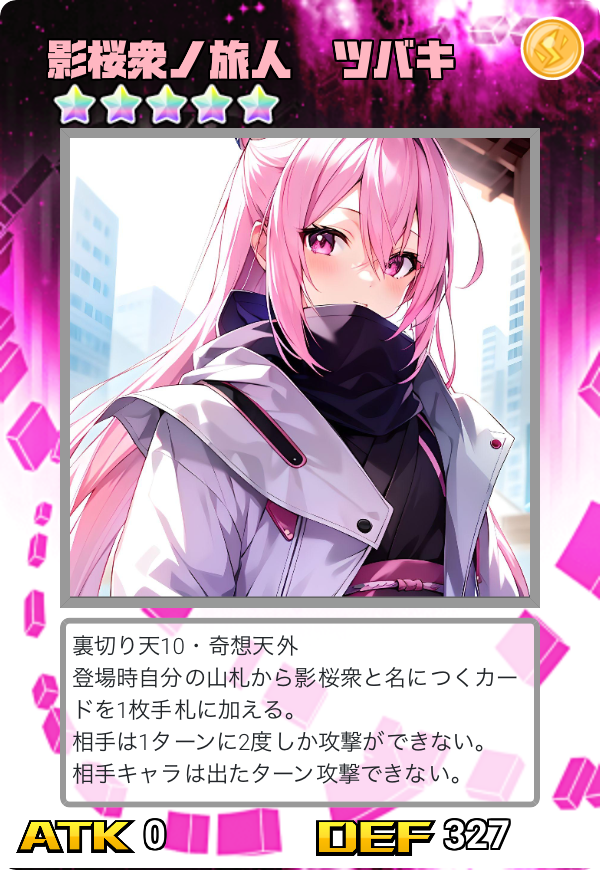 影桜衆ノ旅人　ツバキ
裏切り天10・奇想天外
登場時自分の山札から影桜衆と名につくカー
ドを1枚手札に加える。
相手は1ターンに2度しか攻撃ができない。
相手キャラは出たターン攻撃できない。
ATK 0 DEF 327